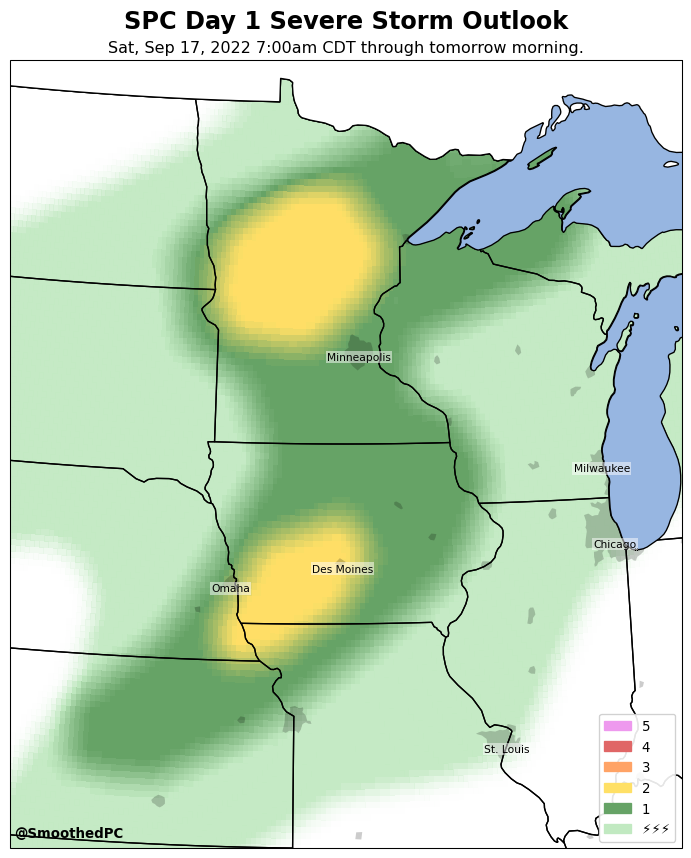 SPC Day 1 Severe Storm Outlook
Sat, Sep 17, 2022 7:00am CDT through tomorrow morning.
Minneapolis
Milwaukee
Chicago
Des Moines
Omaha
St. Louis
5
4
3
2
1
⚡⚡⚡
@SmoothedPC